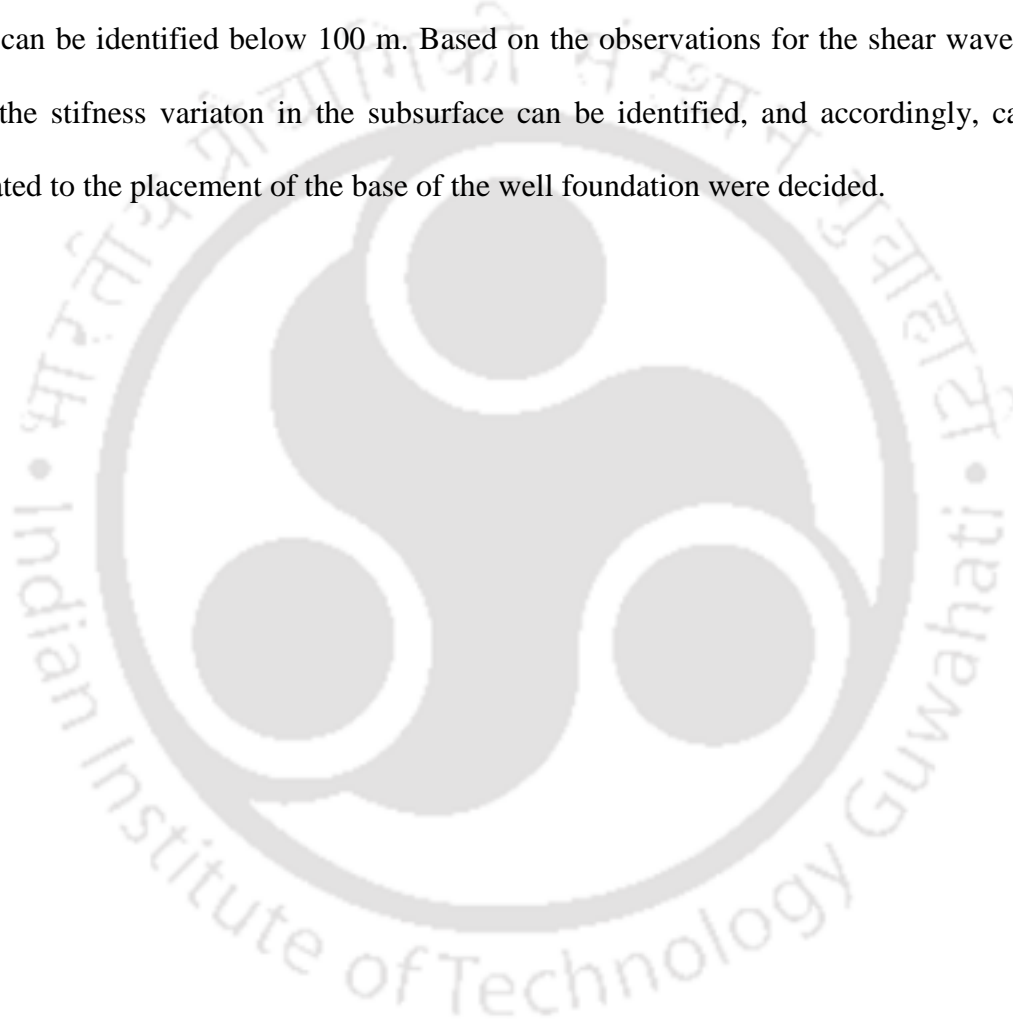 can be identified below 100 m. Based on the observations for the shear wave
the stifness variaton in the subsurface can be identified, and accordingly, ca
ated to the placement of the base of the well foundation were decided.
भारतीय प्रौद्योगिकी संस्थान गुवाहाटी
• Indian Institute of Technology Guwahati •